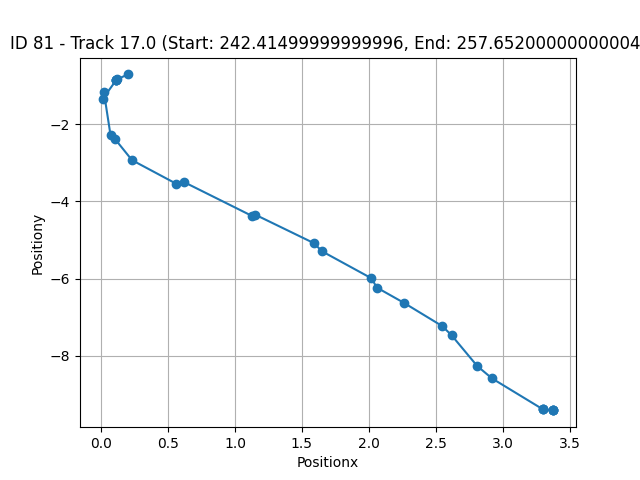 ID 81 - Track 17.0 (Start: 242.41499999999996, End: 257.65200000000004
−2
−4
−6
−8
Positiony
0.0 0.5 1.0 1.5 2.0 2.5 3.0 3.5
Positionx